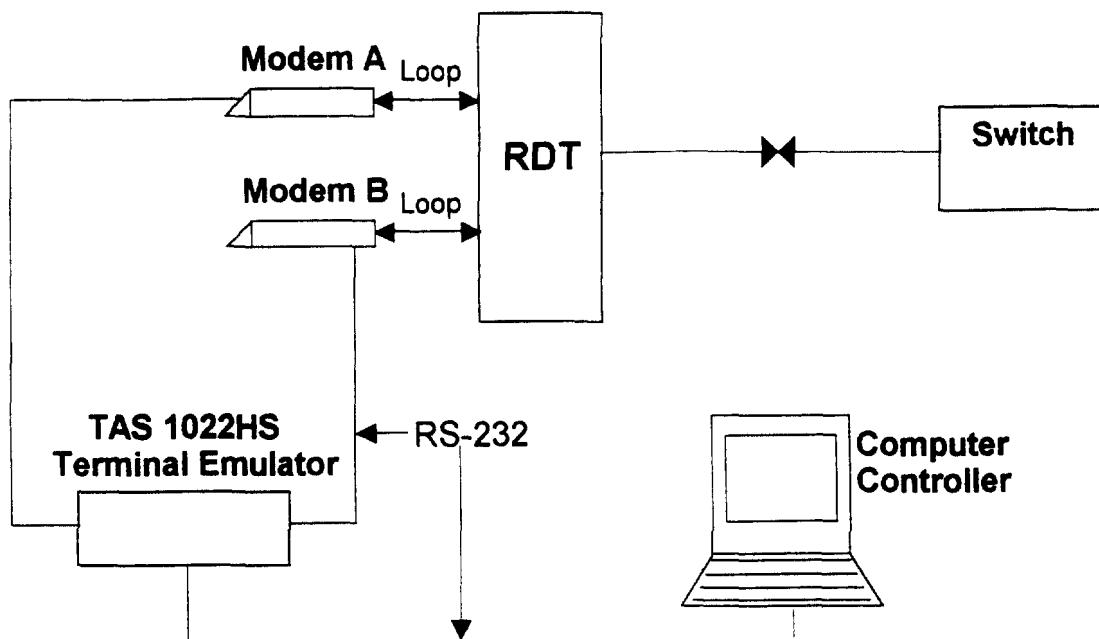 Modem A
Loop
RDT
Switch
Modem B
Loop
TAS 1022HS
Terminal Emulator
RS-232
Computer
Controller